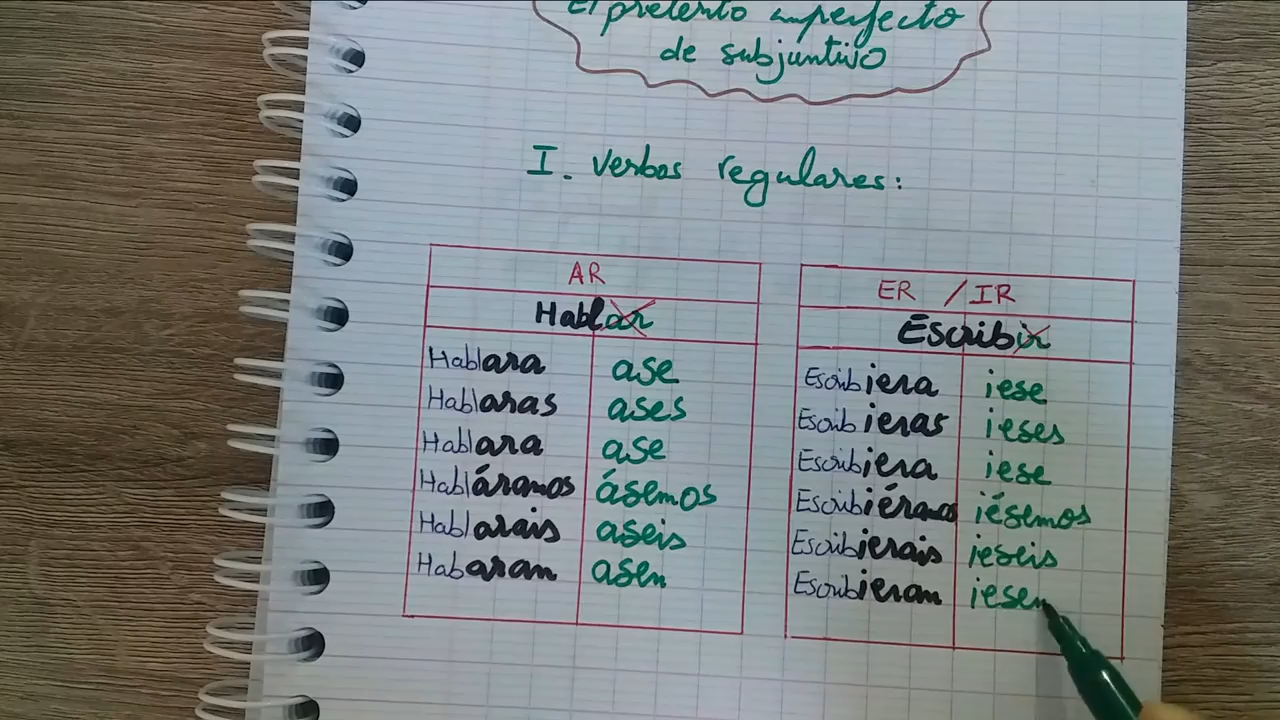 El pretérito imperfecto
de subjuntivo
I. Verbos regulares:
AR
Hablar
Hablara ase
Hablaras ases
Hablara ase
Habláramos ásemos
Hablarais aseis
Habaran asen
ER / IR
Escribir
Escribiera iese
Escribieras ieses
Escribiera iese
Escribiéramos iésemos
Escribierais ieseis
Escribieran iesen